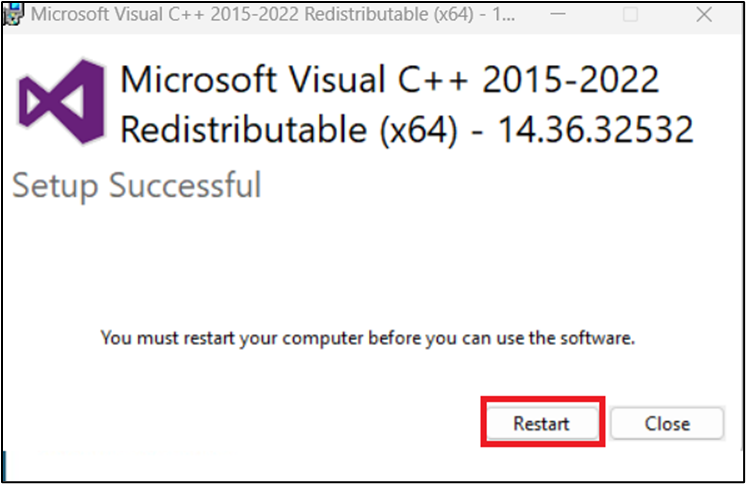 Microsoft Visual C++ 2015-2022 Redistributable (x64) - 1...
Microsoft Visual C++ 2015-2022
Redistributable (x64) - 14.36.32532
Setup Successful
You must restart your computer before you can use the software.
Restart Close